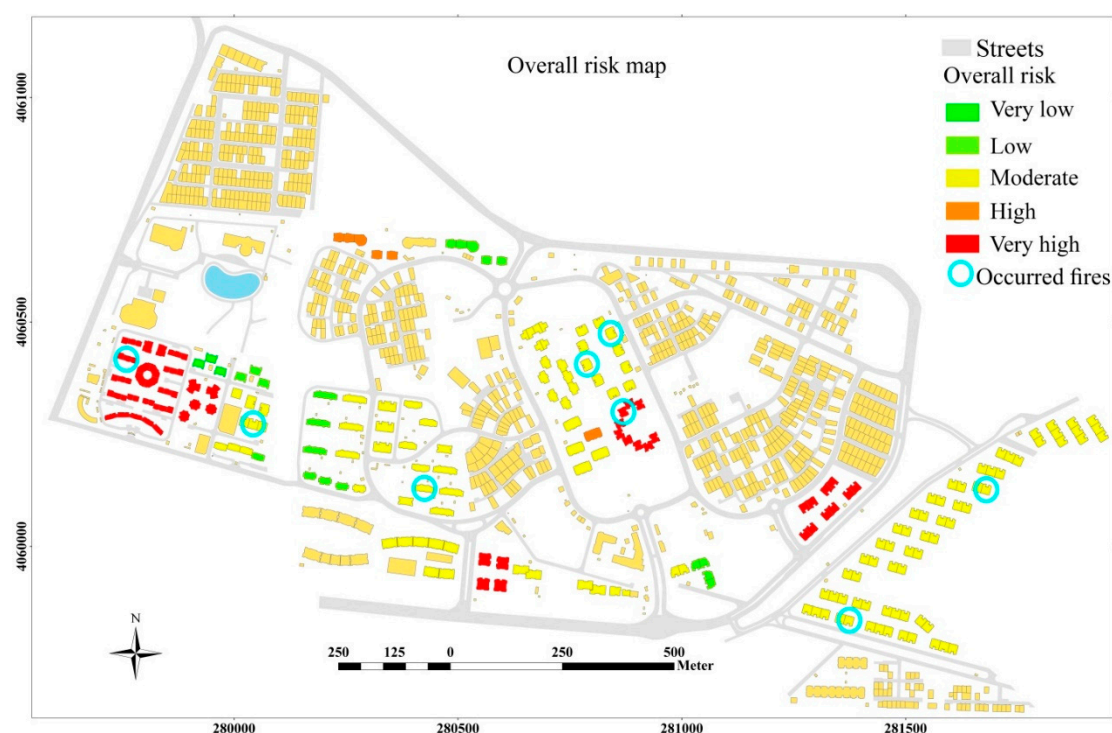 Overall risk map
Streets
Overall risk
Very low
Low
Moderate
High
Very high
Occurred fires
4061000
4060500
4060000
N
250 125 0 250 500
Meter
280000 280500 281000 281500